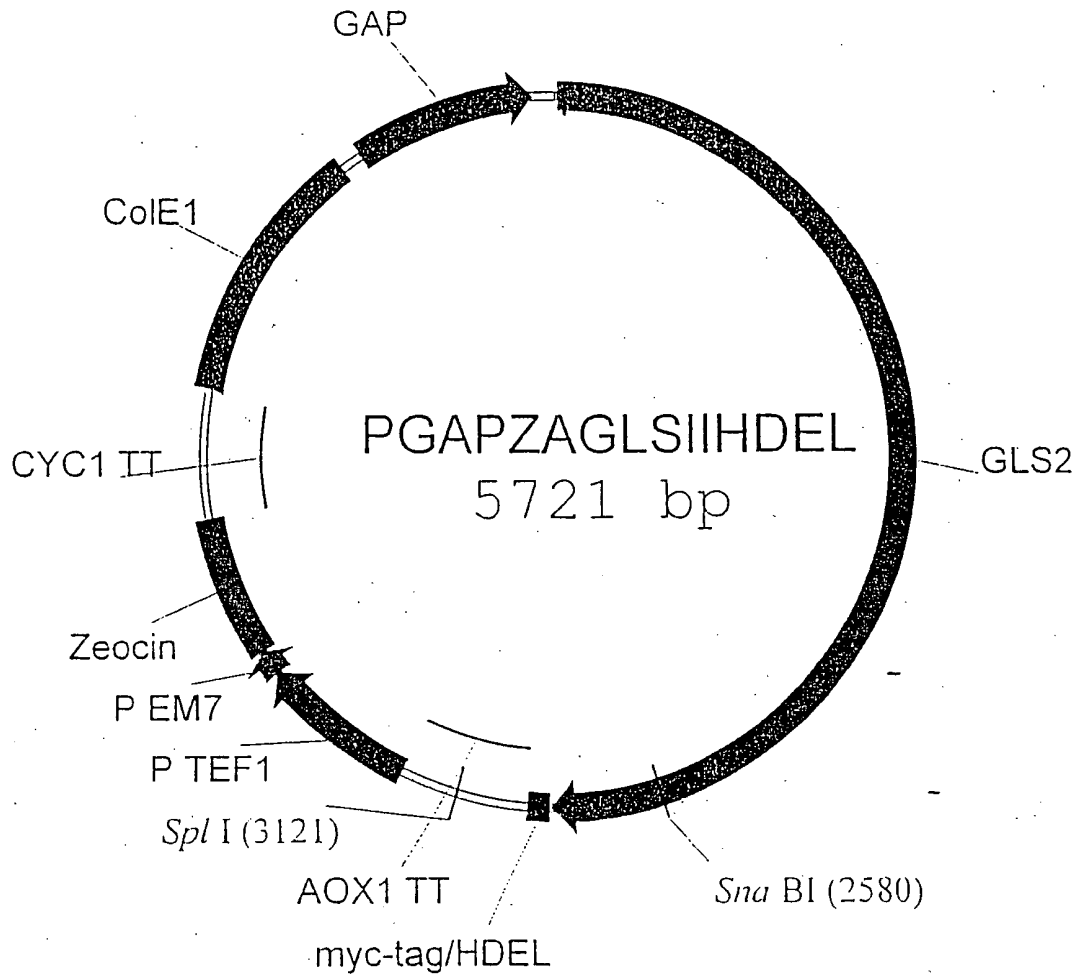 GAP
ColE1
PGAPZAGLSIIHDEL
5721 bp
GLS2
CYC1 TT
Zeocin
P EM7
P TEF1
Spl I (3121)
AOX1 TT
Sna BI (2580)
myc-tag/HDEL